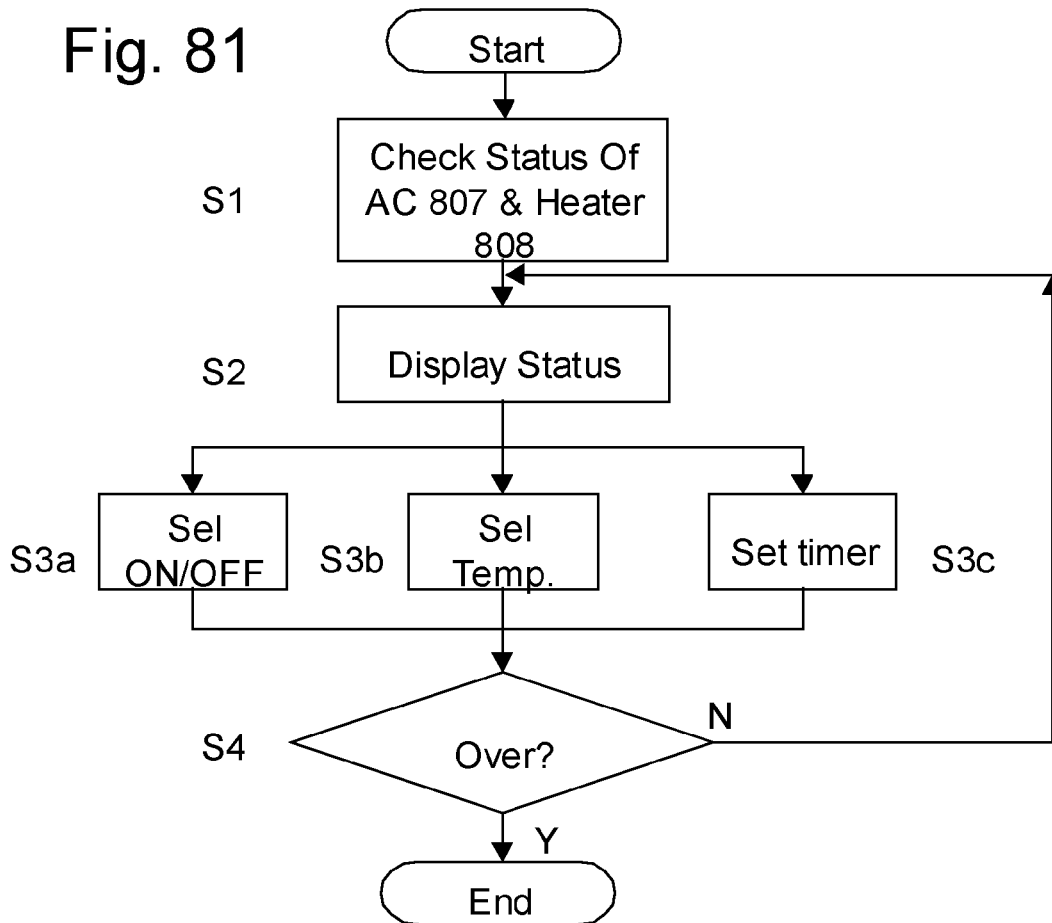 Fig. 81
Start
S1
Check Status Of
AC 807 & Heater
808
S2
Display Status
S3a
Sel
ON/OFF
S3b
Sel
Temp.
Set timer
S3c
S4
Over?
N
Y
End